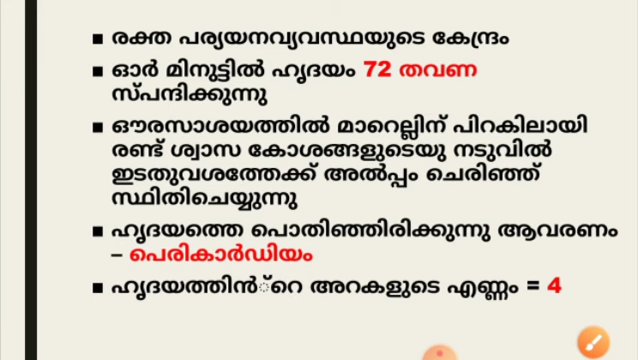 ▪ രക്ത പര്യയനവ്യവസ്ഥയുടെ കേന്ദ്രം
▪ ഓർ മിനുട്ടിൽ ഹൃദയം 72 തവണ
സ്പന്ദിക്കുന്നു
▪ ഔരസാശയത്തിൽ മാറെല്ലിന് പിറകിലായി
രണ്ട് ശ്വാസ കോശങ്ങളുടെയു നടുവിൽ
ഇടതുവശത്തേക്ക് അൽപ്പം ചെരിഞ്ഞ്
സ്ഥിതിചെയ്യുന്നു
▪ ഹൃദയത്തെ പൊതിഞ്ഞിരിക്കുന്നു ആവരണം
– പെരികാർഡിയം
▪ ഹൃദയത്തിൻ്റെ അറകളുടെ എണ്ണം = 4